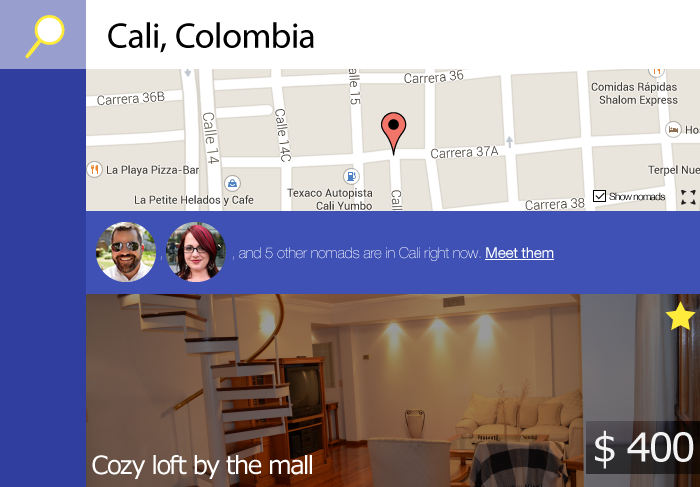 Cali, Colombia
Carrera 36
Carrera 36B
Calle 15
Comidas Rápidas
Shalom Express
Calle 14
Calle 14C
Carrera 37A
La Playa Pizza-Bar
Terpel Nue
La Petite Helados y Cafe
Texaco Autopista
Cali Yumbo
Call
Carrera 38
Show nomads
Ho
, , and 5 other nomads are in Cali right now. Meet them
Cozy loft by the mall
$ 400